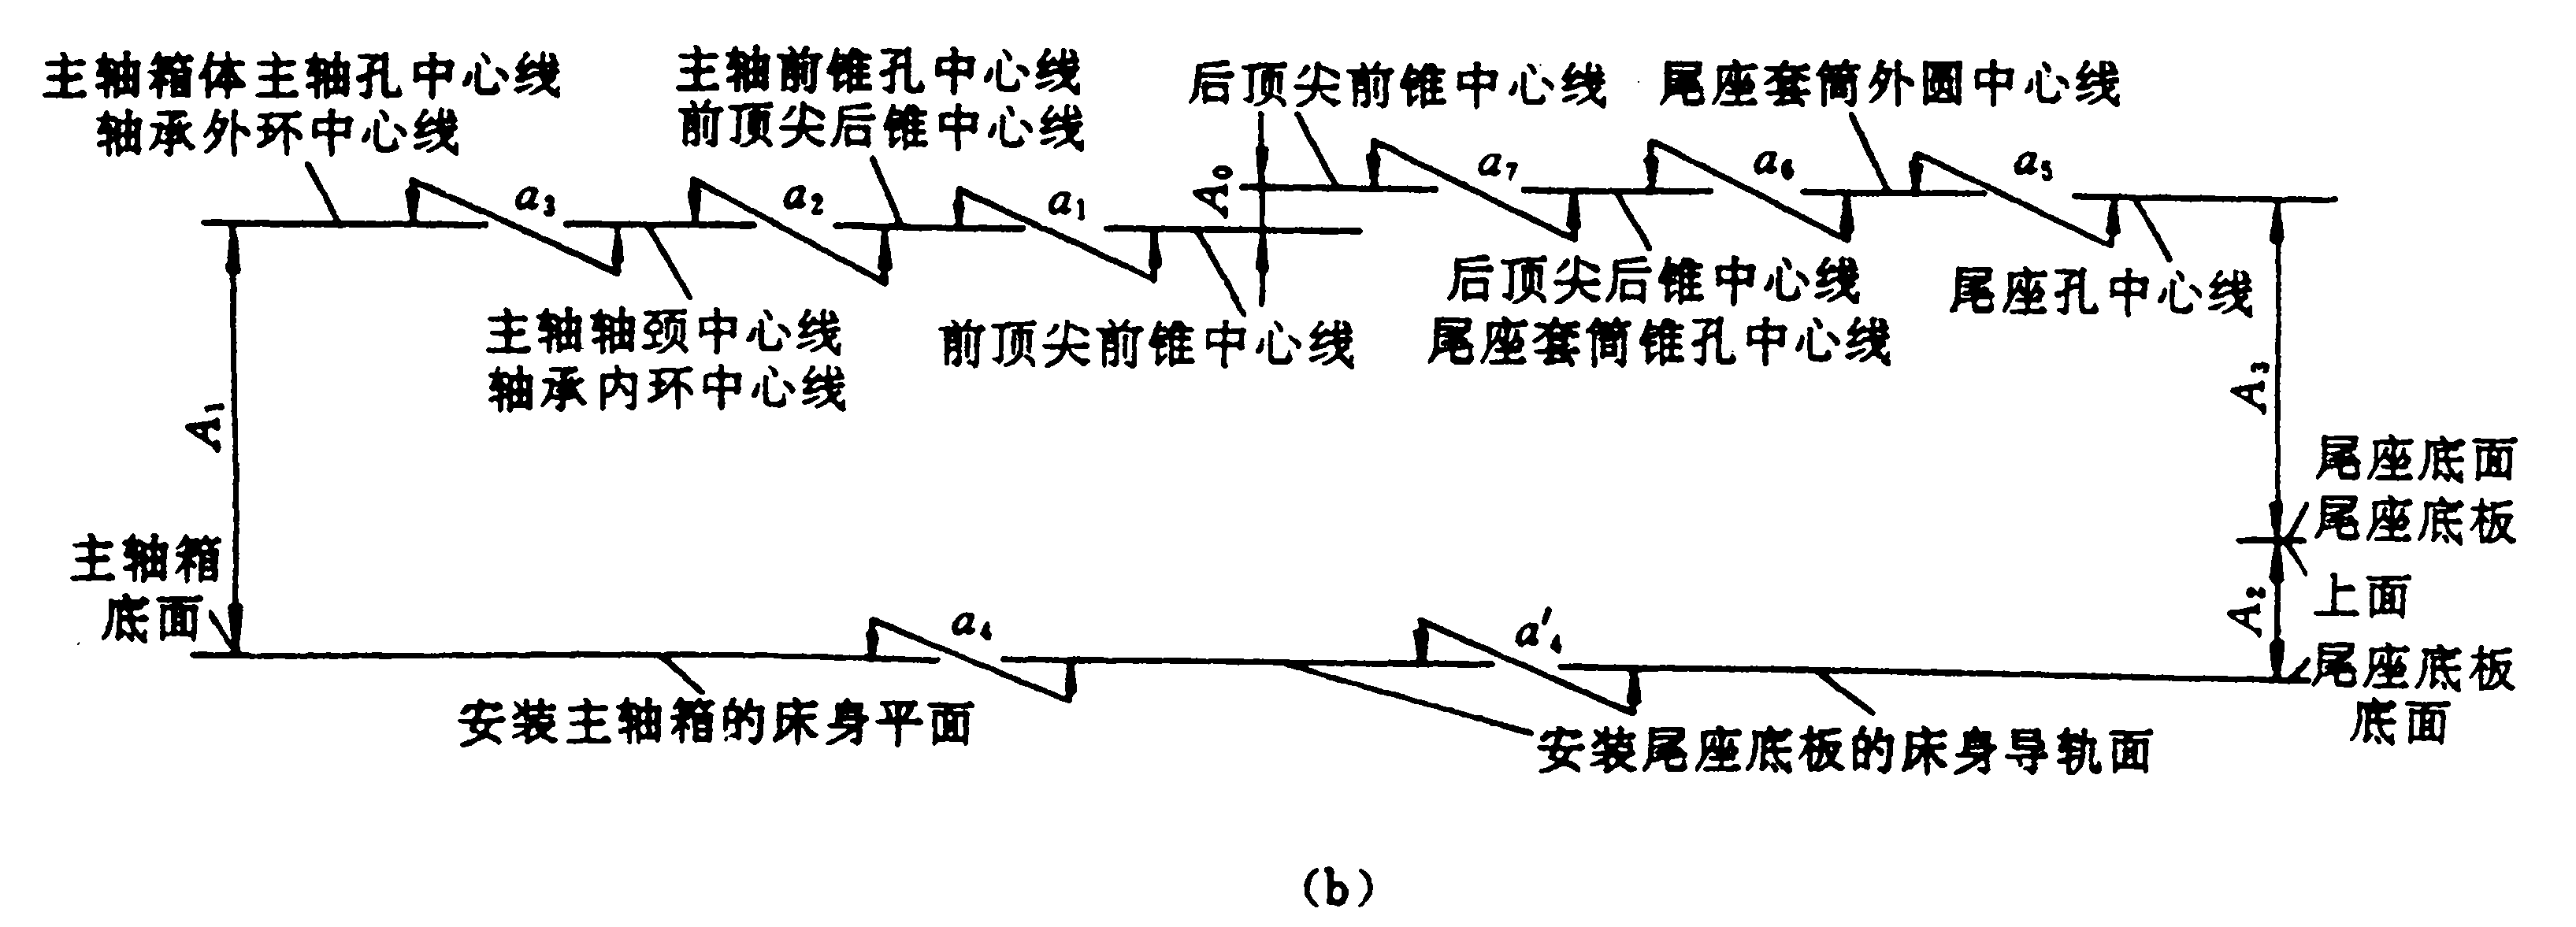 主轴箱体主轴孔中心线
轴承外环中心线
主轴前锥孔中心线
前顶尖后锥中心线
后顶尖前锥中心线
尾座套筒外圆中心线
a3
a2
a1
A0
a7
a6
a5
主轴轴颈中心线
轴承内环中心线
前顶尖前锥中心线
后顶尖后锥中心线
尾座套筒锥孔中心线
尾座孔中心线
A1
A3
主轴箱
底面
尾座底面
尾座底板
上面
A2
a4
a'4
尾座底板
底面
安装主轴箱的床身平面
安装尾座底板的床身导轨面
(b)